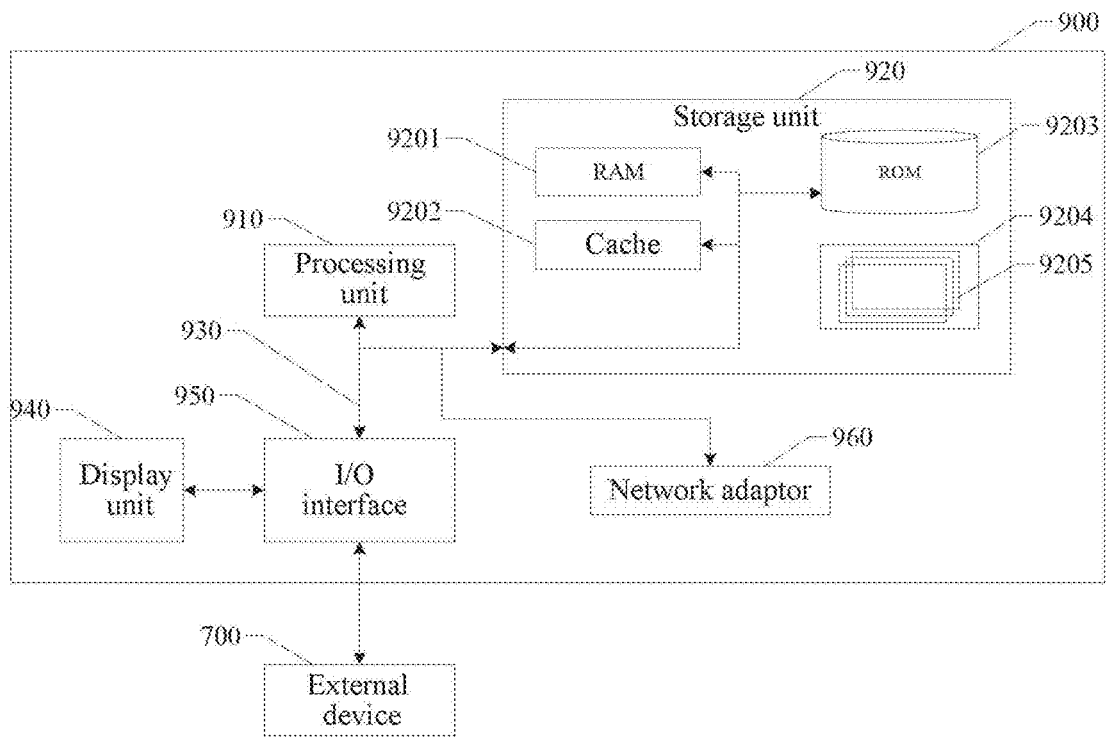 900
920
Storage unit
9201
RAM
9203
ROM
9202
Cache
9204
9205
910
Processing
unit
930
950
940
Display
unit
I/O
interface
960
Network adaptor
700
External
device